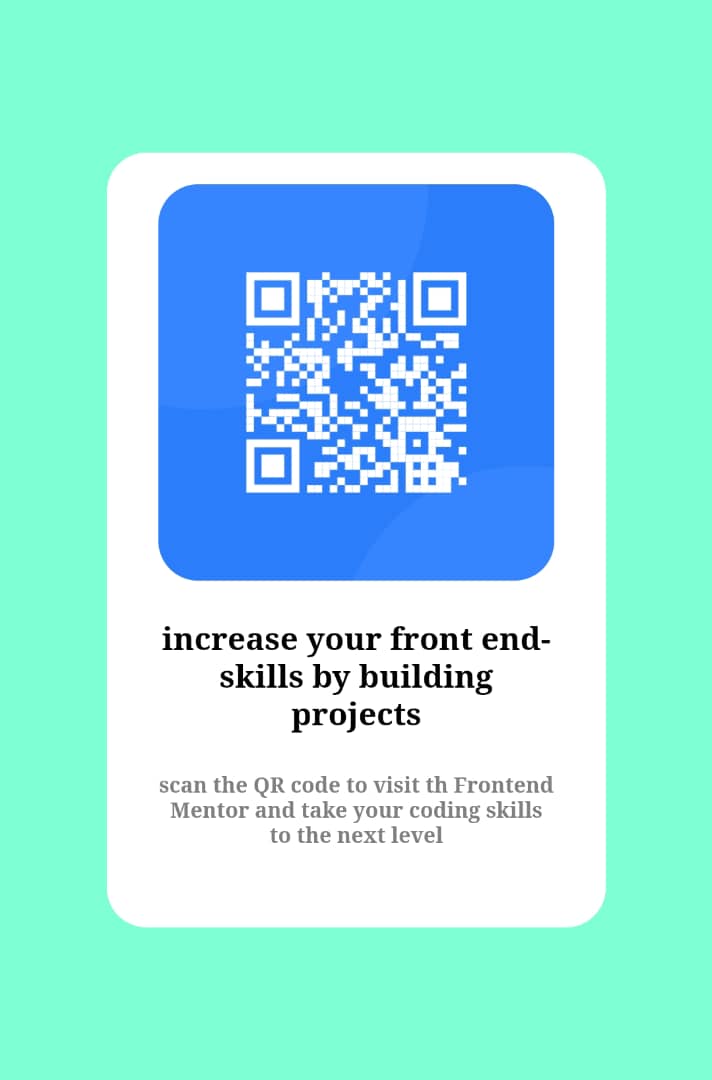 increase your front end-
skills by building
projects
scan the QR code to visit th Frontend
Mentor and take your coding skills
to the next level